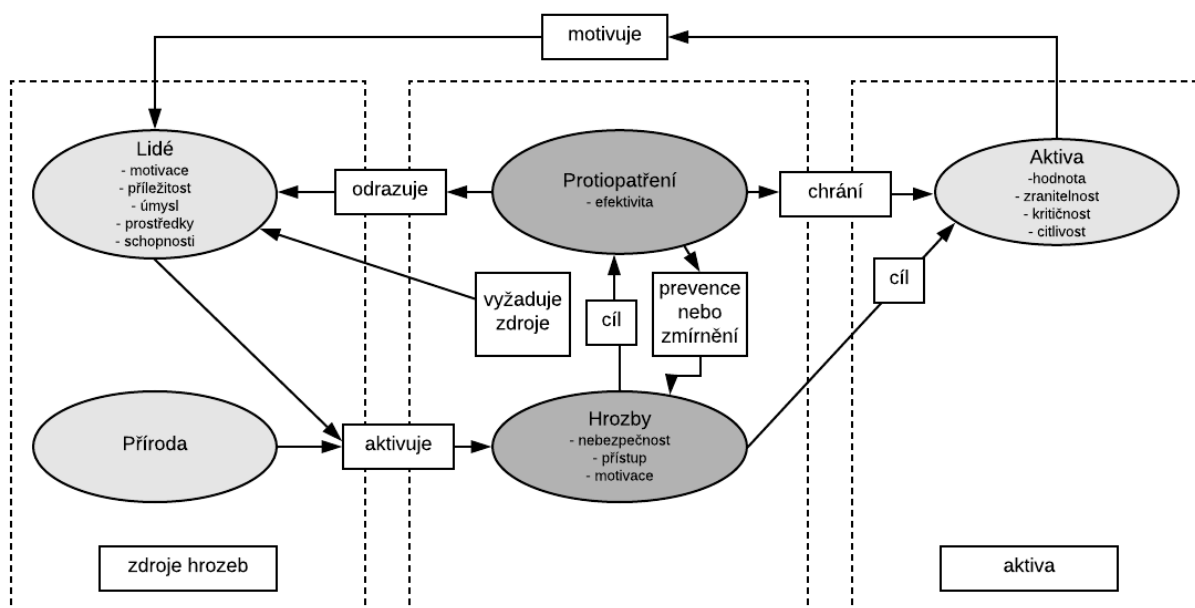 motivuje
Lidé
- motivace
- příležitost
- úmysl
- prostředky
- schopnosti
odrazuje
Protiopatření
- efektivita
chrání
Aktiva
-hodnota
- zranitelnost
- kritičnost
- citlivost
vyžaduje
zdroje
cíl
prevence
nebo
zmírnění
cíl
Příroda
aktivuje
Hrozby
- nebezpečnost
- přístup
- motivace
zdroje hrozeb
aktiva